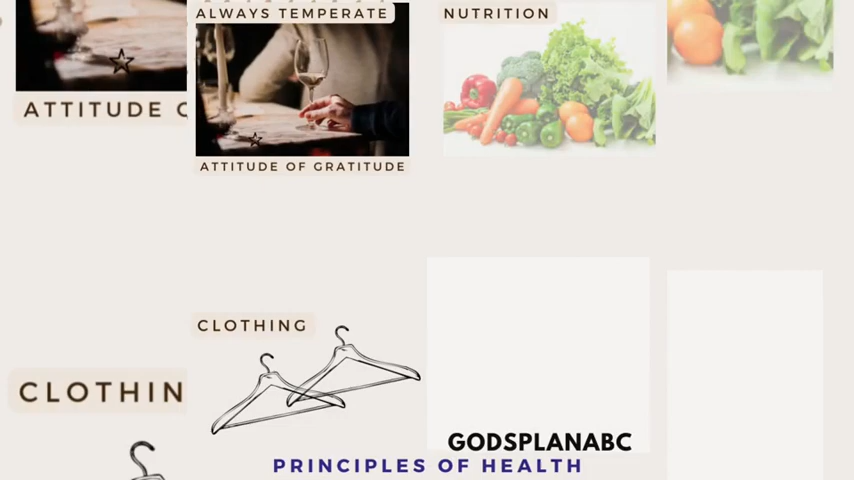 ALWAYS TEMPERATE
NUTRITION
ATTITUDE O
ATTITUDE OF GRATITUDE
CLOTHING
CLOTHIN
GODSPLANABC
PRINCIPLES OF HEALTH